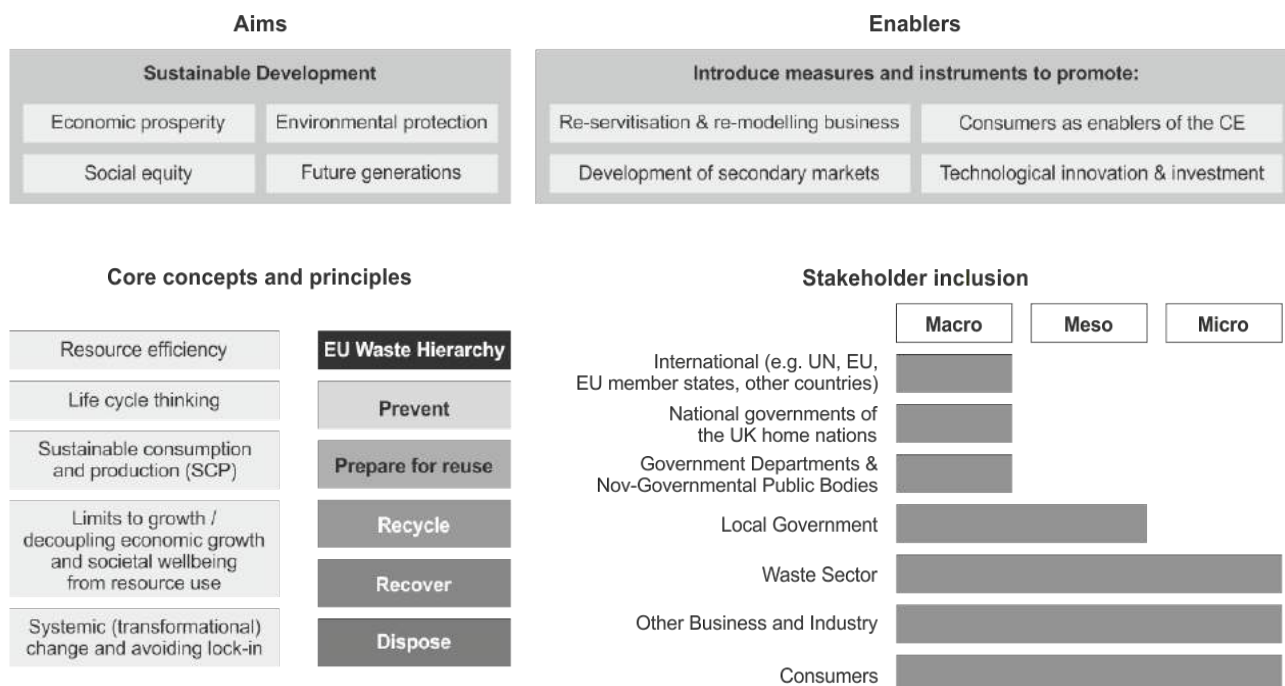 Aims
Sustainable Development
Economic prosperity
Environmental protection
Social equity
Future generations
Enablers
Introduce measures and instruments to promote:
Re-servitisation & re-modelling business
Consumers as enablers of the CE
Development of secondary markets
Technological innovation & investment
Core concepts and principles
Resource efficiency
Life cycle thinking
Sustainable consumption
and production (SCP)
Limits to growth /
decoupling economic growth
and societal wellbeing
from resource use
Systemic (transformational)
change and avoiding lock-in
EU Waste Hierarchy
Prevent
Prepare for reuse
Recycle
Recover
Dispose
Stakeholder inclusion
Macro
Meso
Micro
International (e.g. UN, EU,
EU member states, other countries)
National governments of
the UK home nations
Government Departments &
Nov-Governmental Public Bodies
Local Government
Waste Sector
Other Business and Industry
Consumers